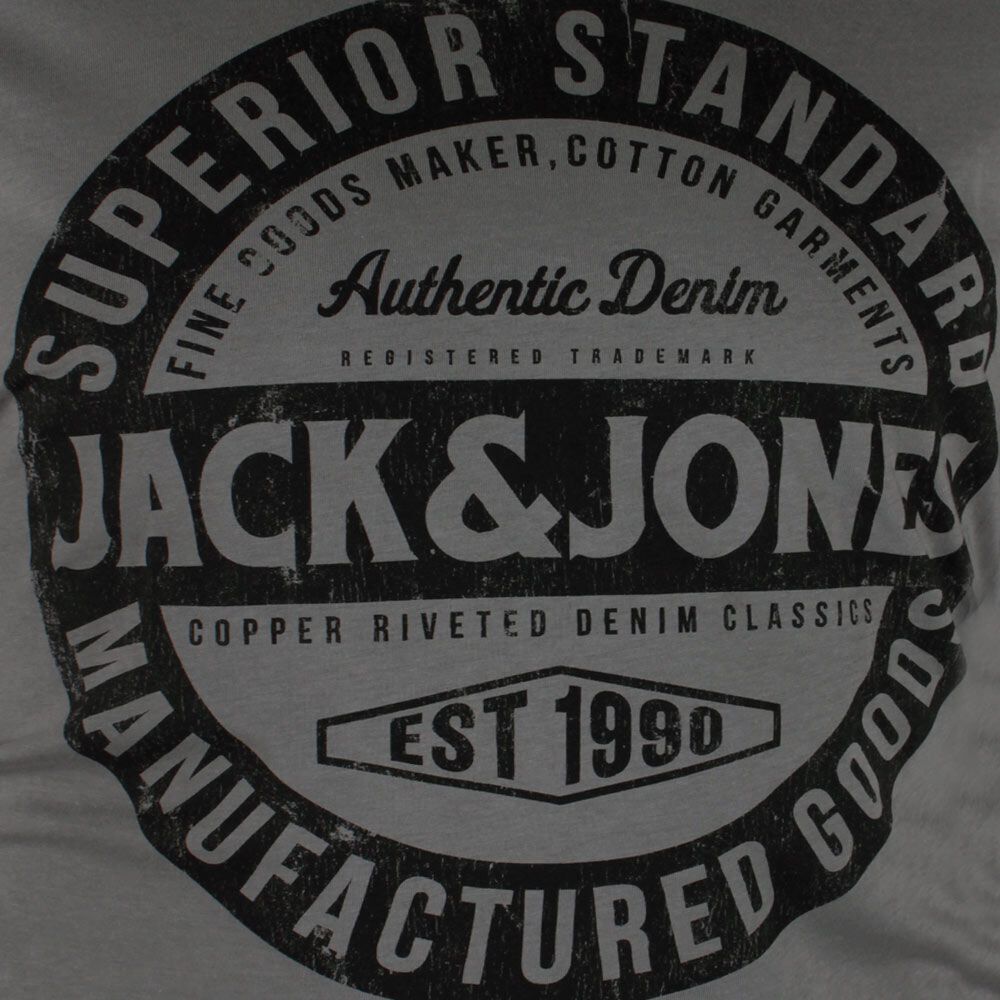 SUPERIOR STANDARD
FINE GOODS MAKER, COTTON GARMENTS
Authentic Denim
REGISTERED TRADEMARK
JACK & JONES
COPPER RIVETED DENIM CLASSICS
EST 1990
MANUFACTURED GOODS